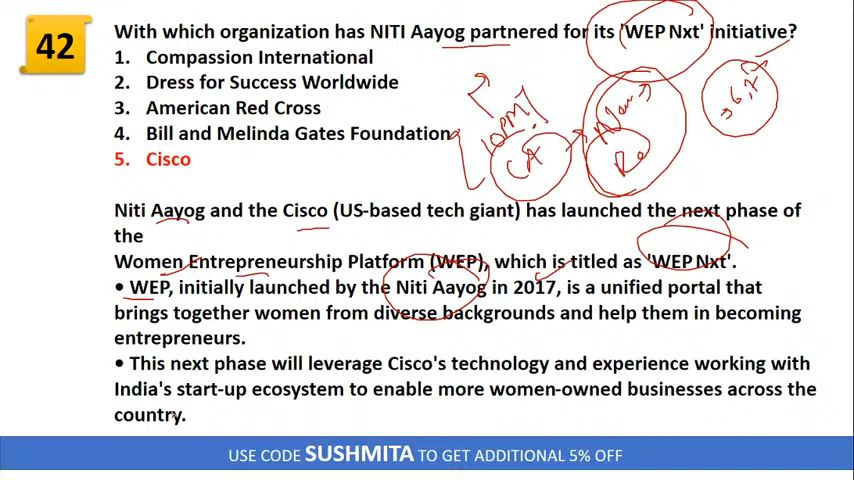 42
With which organization has NITI Aayog partnered for its 'WEP Nxt' initiative?
1. Compassion International
2. Dress for Success Worldwide
3. American Red Cross
4. Bill and Melinda Gates Foundation
5. Cisco
10PM
CA
Re
6,7
Niti Aayog and the Cisco (US-based tech giant) has launched the next phase of
the
Women Entrepreneurship Platform (WEP), which is titled as 'WEP Nxt'.
• WEP, initially launched by the Niti Aayog in 2017, is a unified portal that
brings together women from diverse backgrounds and help them in becoming
entrepreneurs.
• This next phase will leverage Cisco's technology and experience working with
India's start-up ecosystem to enable more women-owned businesses across the
country.
USE CODE SUSHMITA TO GET ADDITIONAL 5% OFF